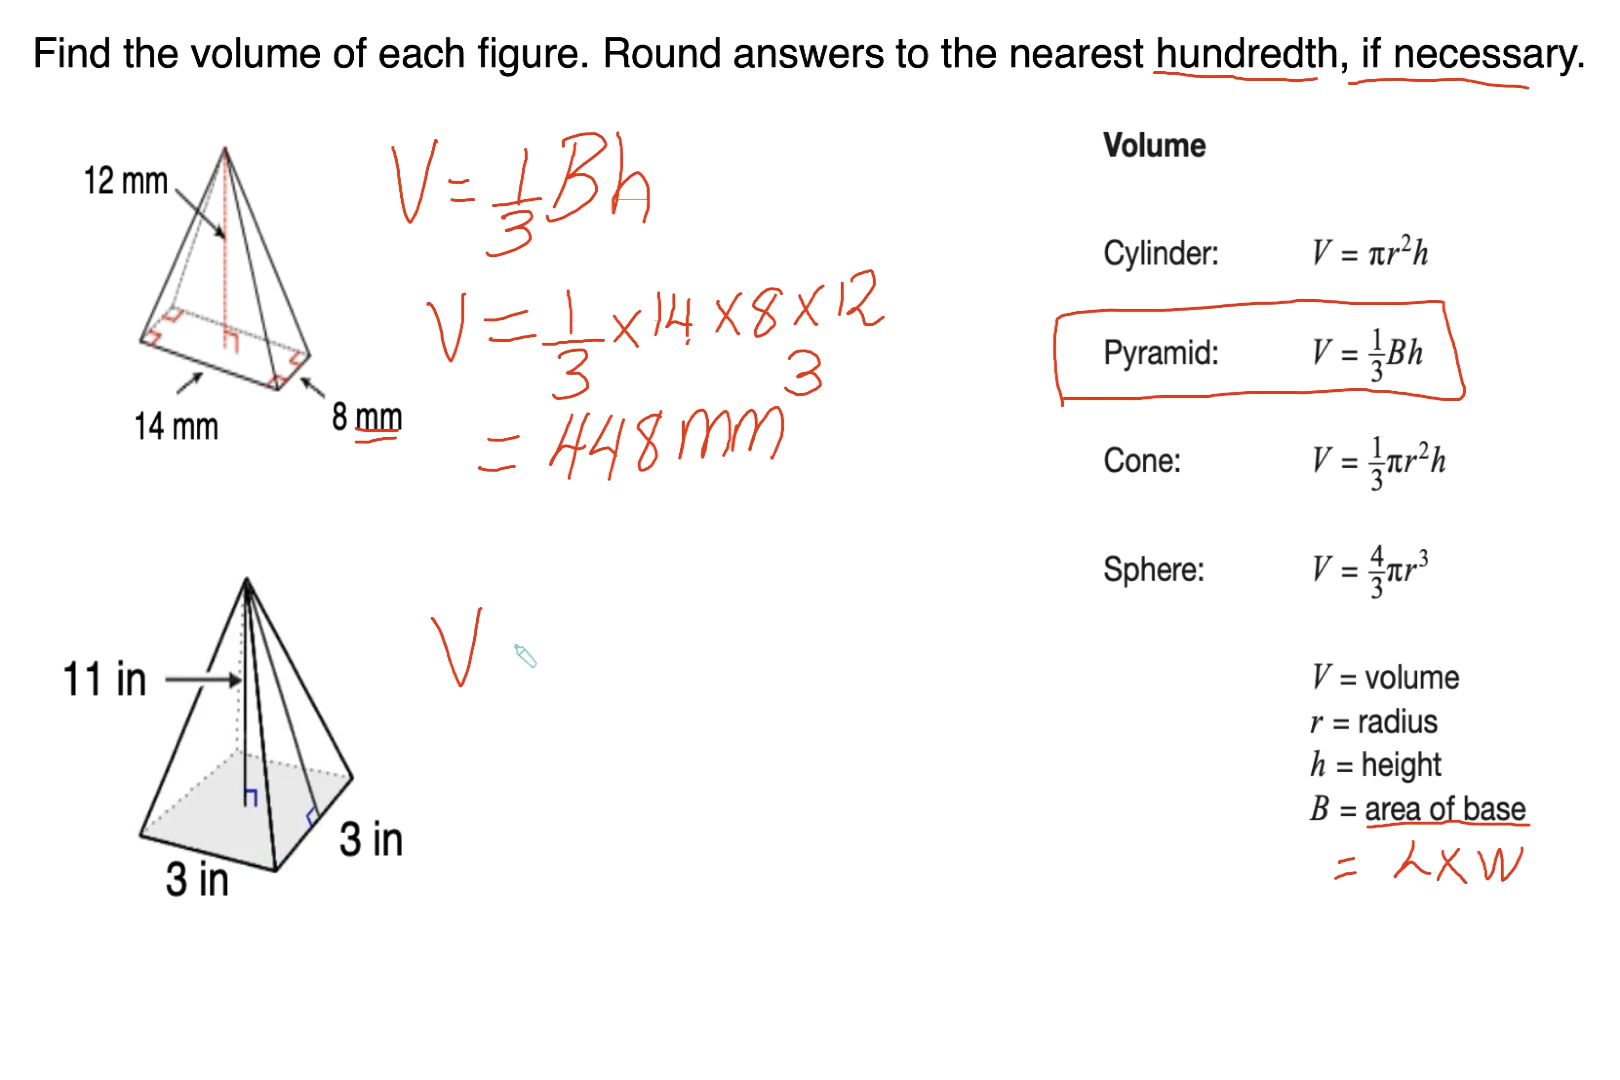 Find the volume of each figure. Round answers to the nearest hundredth, if necessary.
12 mm
14 mm
8 mm
V = 1/3 Bh
V = 1/3 × 14 × 8 × 12
= 448 mm³
11 in
3 in
3 in
V
Volume
Cylinder: V = πr²h
Pyramid: V = 1/3 Bh
Cone: V = 1/3 πr²h
Sphere: V = 4/3 πr³
V = volume
r = radius
h = height
B = area of base
= L × W